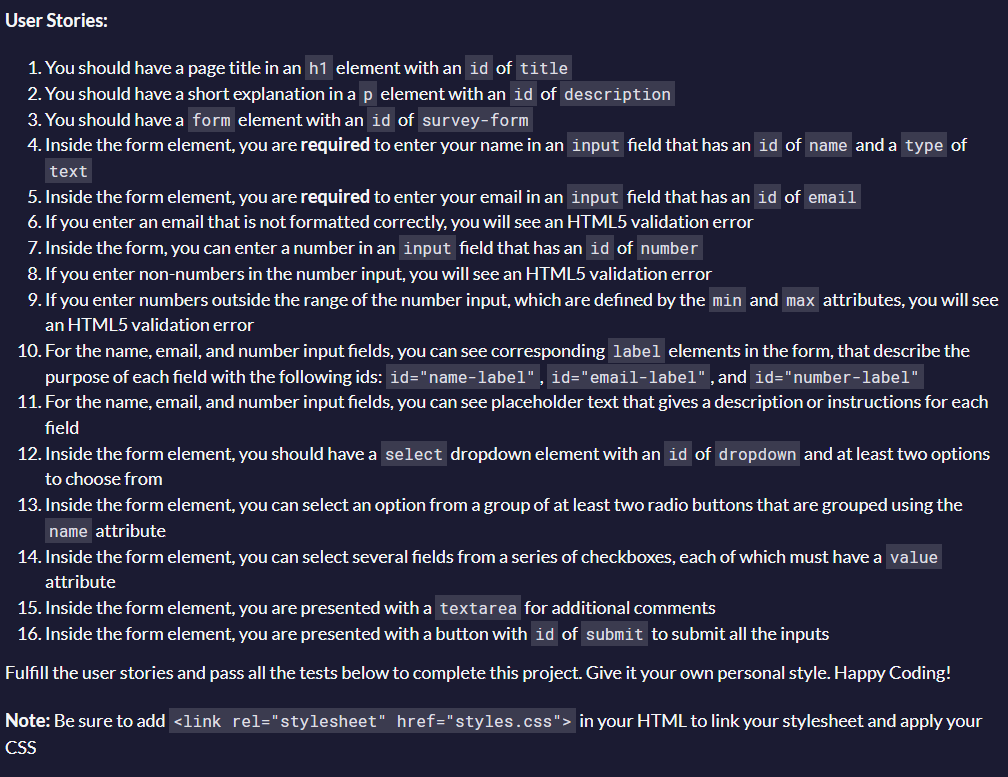 User Stories:
1. You should have a page title in an h1 element with an id of title
2. You should have a short explanation in a p element with an id of description
3. You should have a form element with an id of survey-form
4. Inside the form element, you are required to enter your name in an input field that has an id of name and a type of
text
5. Inside the form element, you are required to enter your email in an input field that has an id of email
6. If you enter an email that is not formatted correctly, you will see an HTML5 validation error
7. Inside the form, you can enter a number in an input field that has an id of number
8. If you enter non-numbers in the number input, you will see an HTML5 validation error
9. If you enter numbers outside the range of the number input, which are defined by the min and max attributes, you will see
an HTML5 validation error
10. For the name, email, and number input fields, you can see corresponding label elements in the form, that describe the
purpose of each field with the following ids: id="name-label", id="email-label", and id="number-label"
11. For the name, email, and number input fields, you can see placeholder text that gives a description or instructions for each
field
12. Inside the form element, you should have a select dropdown element with an id of dropdown and at least two options
to choose from
13. Inside the form element, you can select an option from a group of at least two radio buttons that are grouped using the
name attribute
14. Inside the form element, you can select several fields from a series of checkboxes, each of which must have a value
attribute
15. Inside the form element, you are presented with a textarea for additional comments
16. Inside the form element, you are presented with a button with id of submit to submit all the inputs
Fulfill the user stories and pass all the tests below to complete this project. Give it your own personal style. Happy Coding!
Note: Be sure to add <link rel="stylesheet" href="styles.css"> in your HTML to link your stylesheet and apply your
CSS